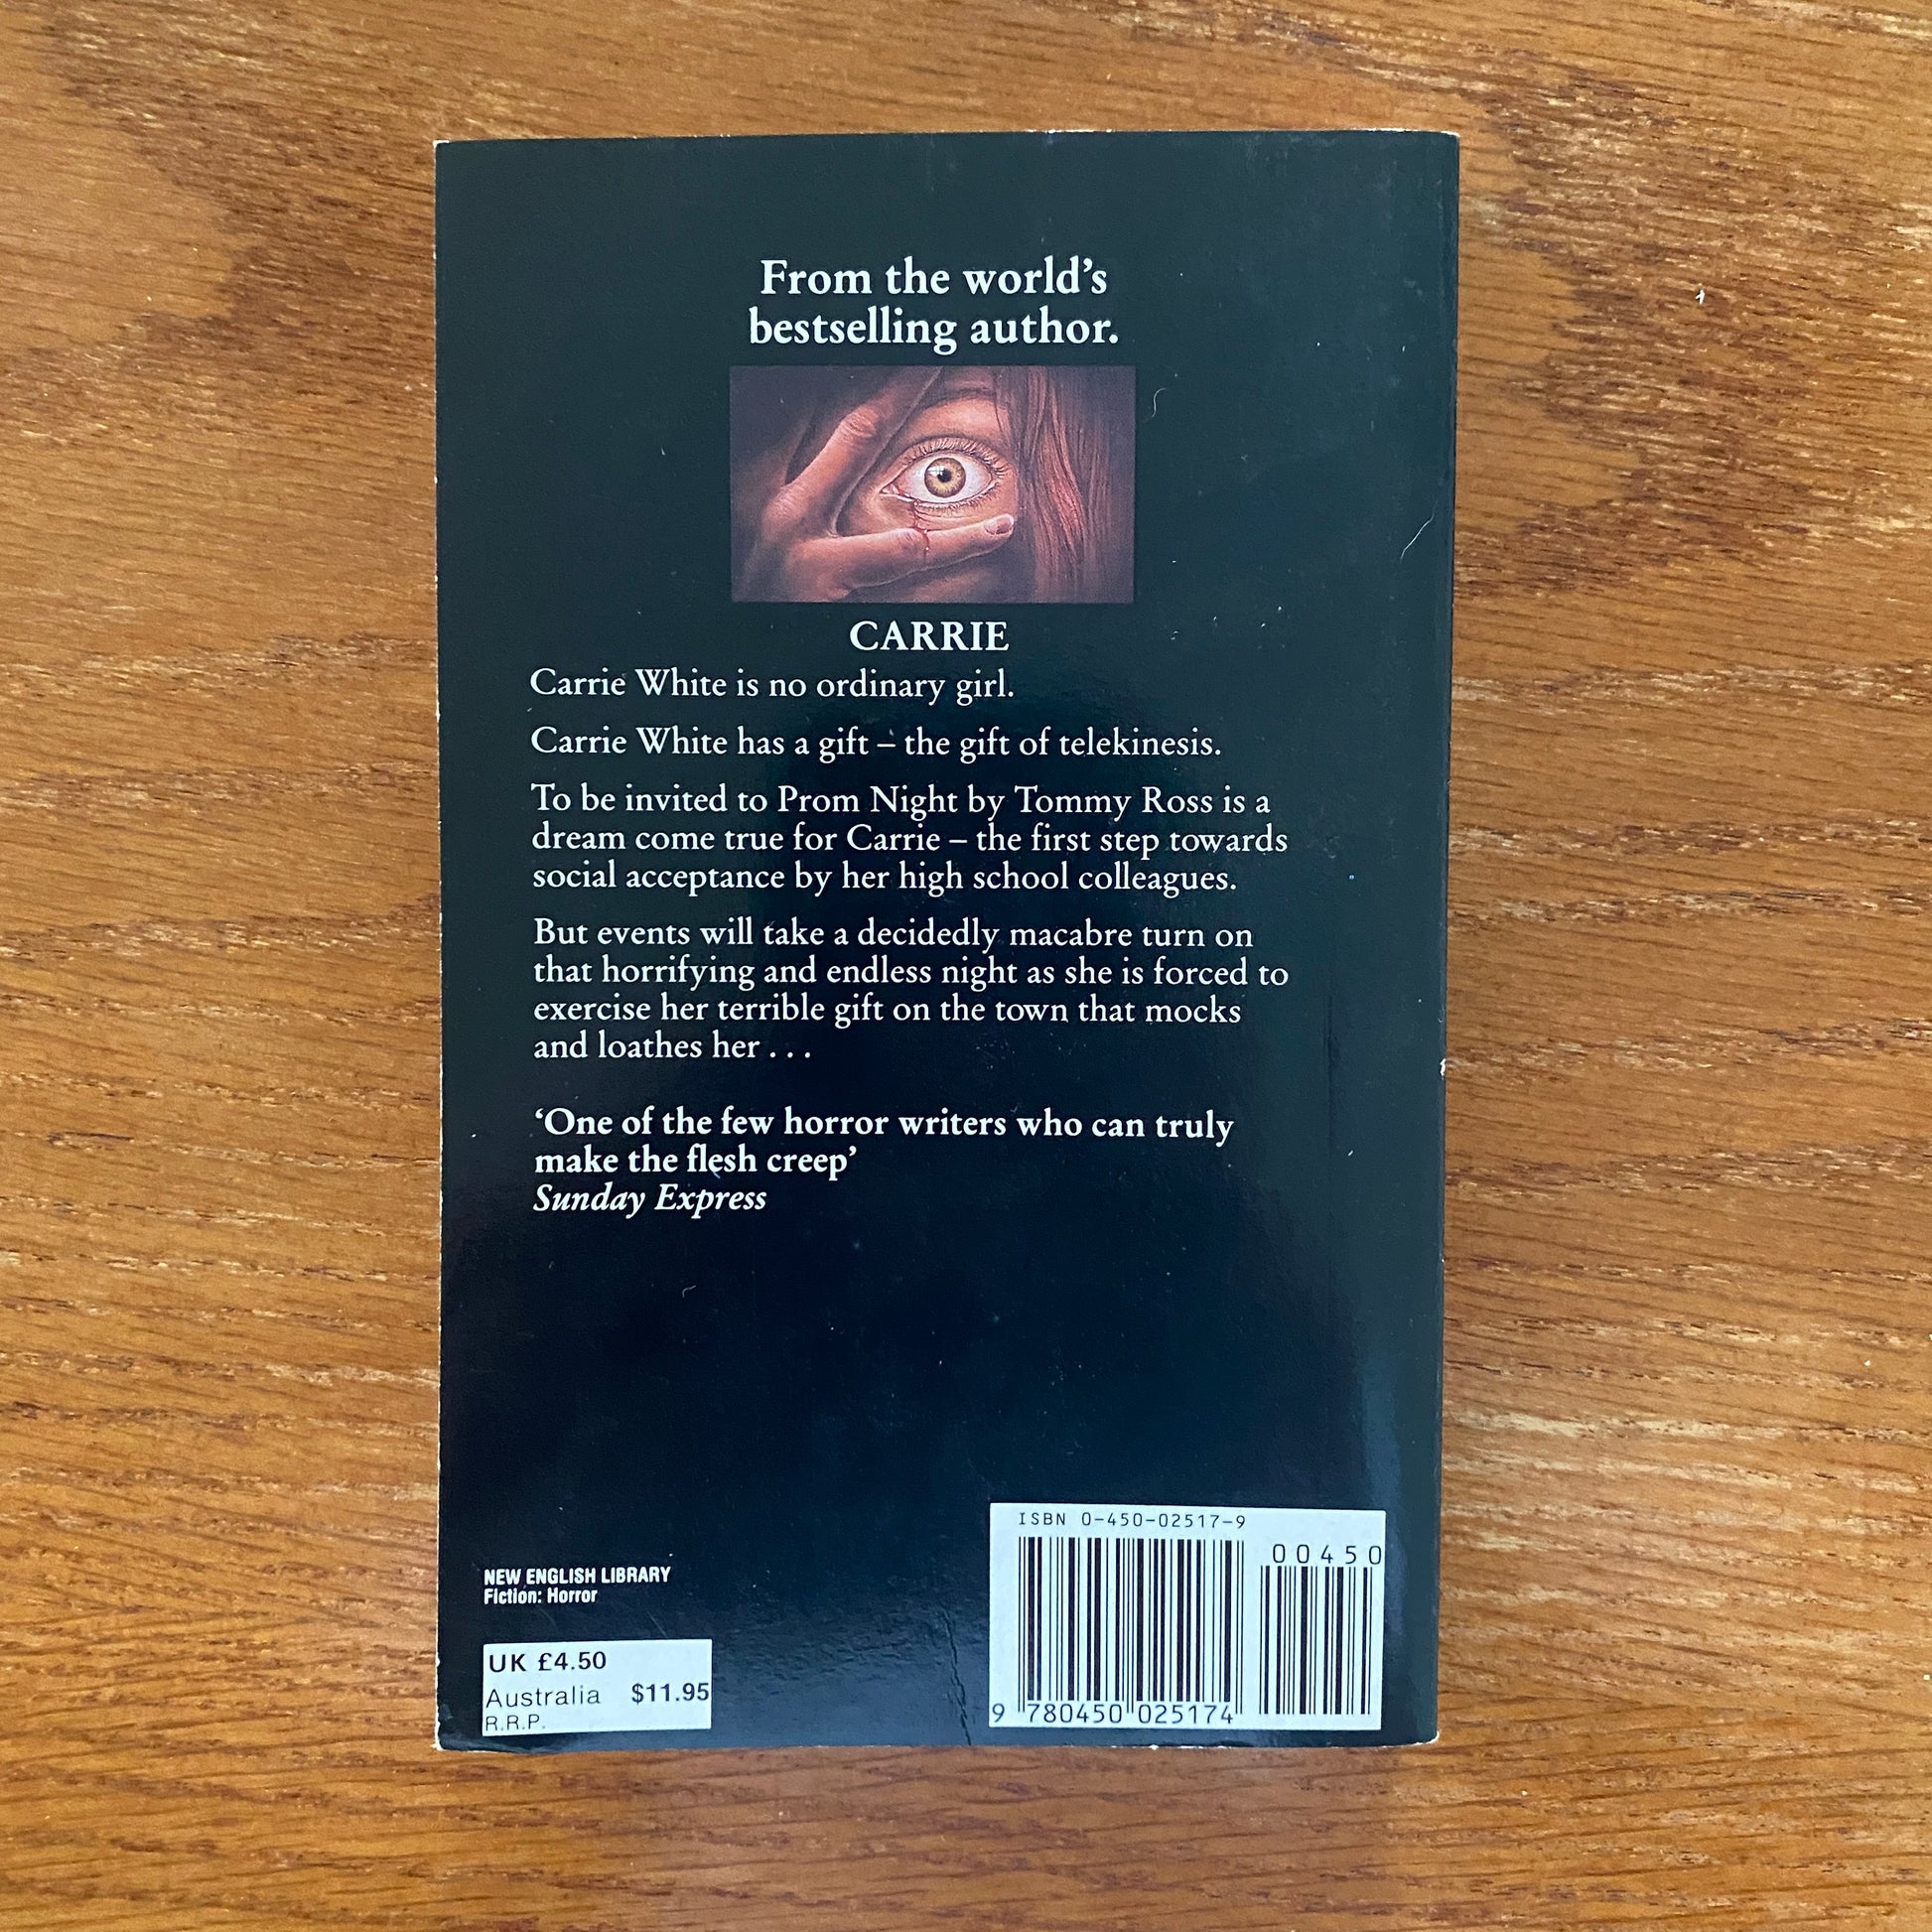 From the world’s
bestselling author.
CARRIE
Carrie White is no ordinary girl.
Carrie White has a gift – the gift of telekinesis.
To be invited to Prom Night by Tommy Ross is a
dream come true for Carrie – the first step towards
social acceptance by her high school colleagues.
But events will take a decidedly macabre turn on
that horrifying and endless night as she is forced to
exercise her terrible gift on the town that mocks
and loathes her . . .
‘One of the few horror writers who can truly
make the flesh creep’
Sunday Express
NEW ENGLISH LIBRARY
Fiction: Horror
UK £4.50
Australia $11.95
R.R.P.
ISBN 0-450-02517-9
00450
9 780450 025174